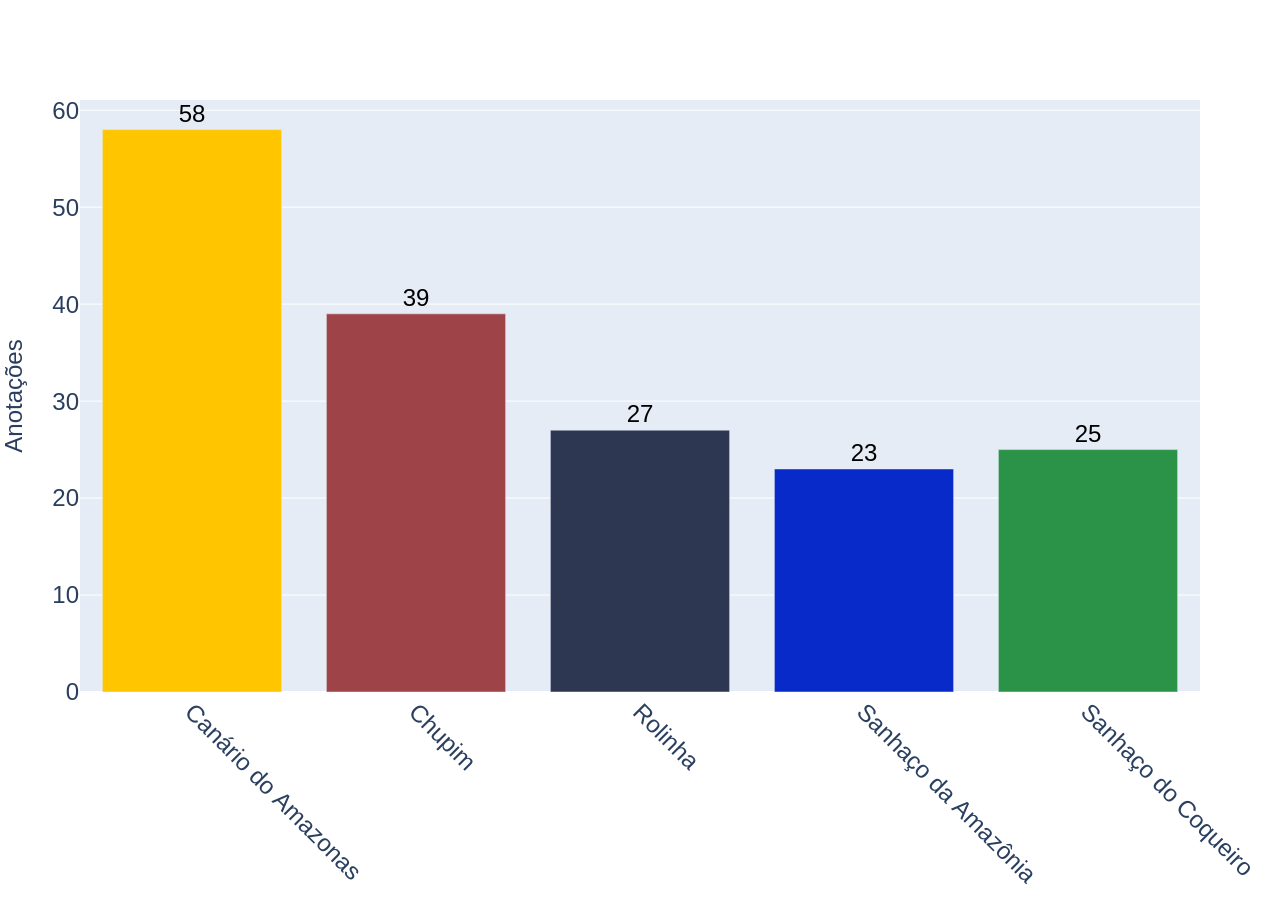 Anotações
60
50
40
30
20
10
0
58
39
27
23
25
Canário do Amazonas
Chupim
Rolinha
Sanhaço da Amazônia
Sanhaço do Coqueiro